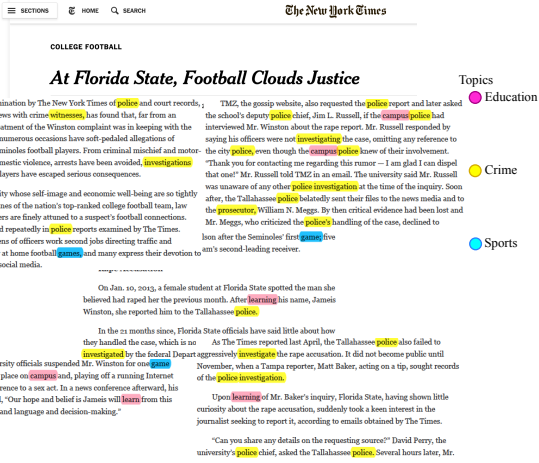 SECTIONS
HOME
SEARCH
The New York Times
COLLEGE FOOTBALL
At Florida State, Football Clouds Justice
Topics
Education
Crime
Sports
ination by The New York Times of police and court records,
ews with crime witnesses, has found that, far from an
atment of the Winston complaint was in keeping with the
numerous occasions have soft-pedaled allegations of
minoles football players. From criminal mischief and motor-
mestic violence, arrests have been avoided, investigations
layers have escaped serious consequences.
ity whose self-image and economic well-being are so tightly
nes of the nation's top-ranked college football team, law
ers are finely attuned to a suspect's football connections.
d repeatedly in police reports examined by The Times.
ens of officers work second jobs directing traffic and
at home football games, and many express their devotion to
social media.
TMZ, the gossip website, also requested the police report and later asked
the school's deputy police chief, Jim L. Russell, if the campus police had
interviewed Mr. Winston about the rape report. Mr. Russell responded by
saying his officers were not investigating the case, omitting any reference to
the city police, even though the campus police knew of their involvement.
"Thank you for contacting me regarding this rumor — I am glad I can dispel
that one!" Mr. Russell told TMZ in an email. The university said Mr. Russell
was unaware of any other police investigation at the time of the inquiry. Soon
after, the Tallahassee police belatedly sent their files to the news media and to
the prosecutor, William N. Meggs. By then critical evidence had been lost and
Mr. Meggs, who criticized the police's handling of the case, declined to
lson after the Seminoles' first game; five
am's second-leading receiver.
On Jan. 10, 2013, a female student at Florida State spotted the man she
believed had raped her the previous month. After learning his name, Jameis
Winston, she reported him to the Tallahassee police.
In the 21 months since, Florida State officials have said little about how
they handled the case, which is no
investigated by the federal Depart
rsity officials suspended Mr. Winston for one game
place on campus and, playing off a running Internet
rence to a sex act. In a news conference afterward, his
"Our hope and belief is Jameis will learn from this
and language and decision-making."
As The Times reported last April, the Tallahassee police also failed to
aggressively investigate the rape accusation. It did not become public until
November, when a Tampa reporter, Matt Baker, acting on a tip, sought records
of the police investigation.
Upon learning of Mr. Baker's inquiry, Florida State, having shown little
curiosity about the rape accusation, suddenly took a keen interest in the
journalist seeking to report it, according to emails obtained by The Times.
"Can you share any details on the requesting source?" David Perry, the
university's police chief, asked the Tallahassee police. Several hours later, Mr.